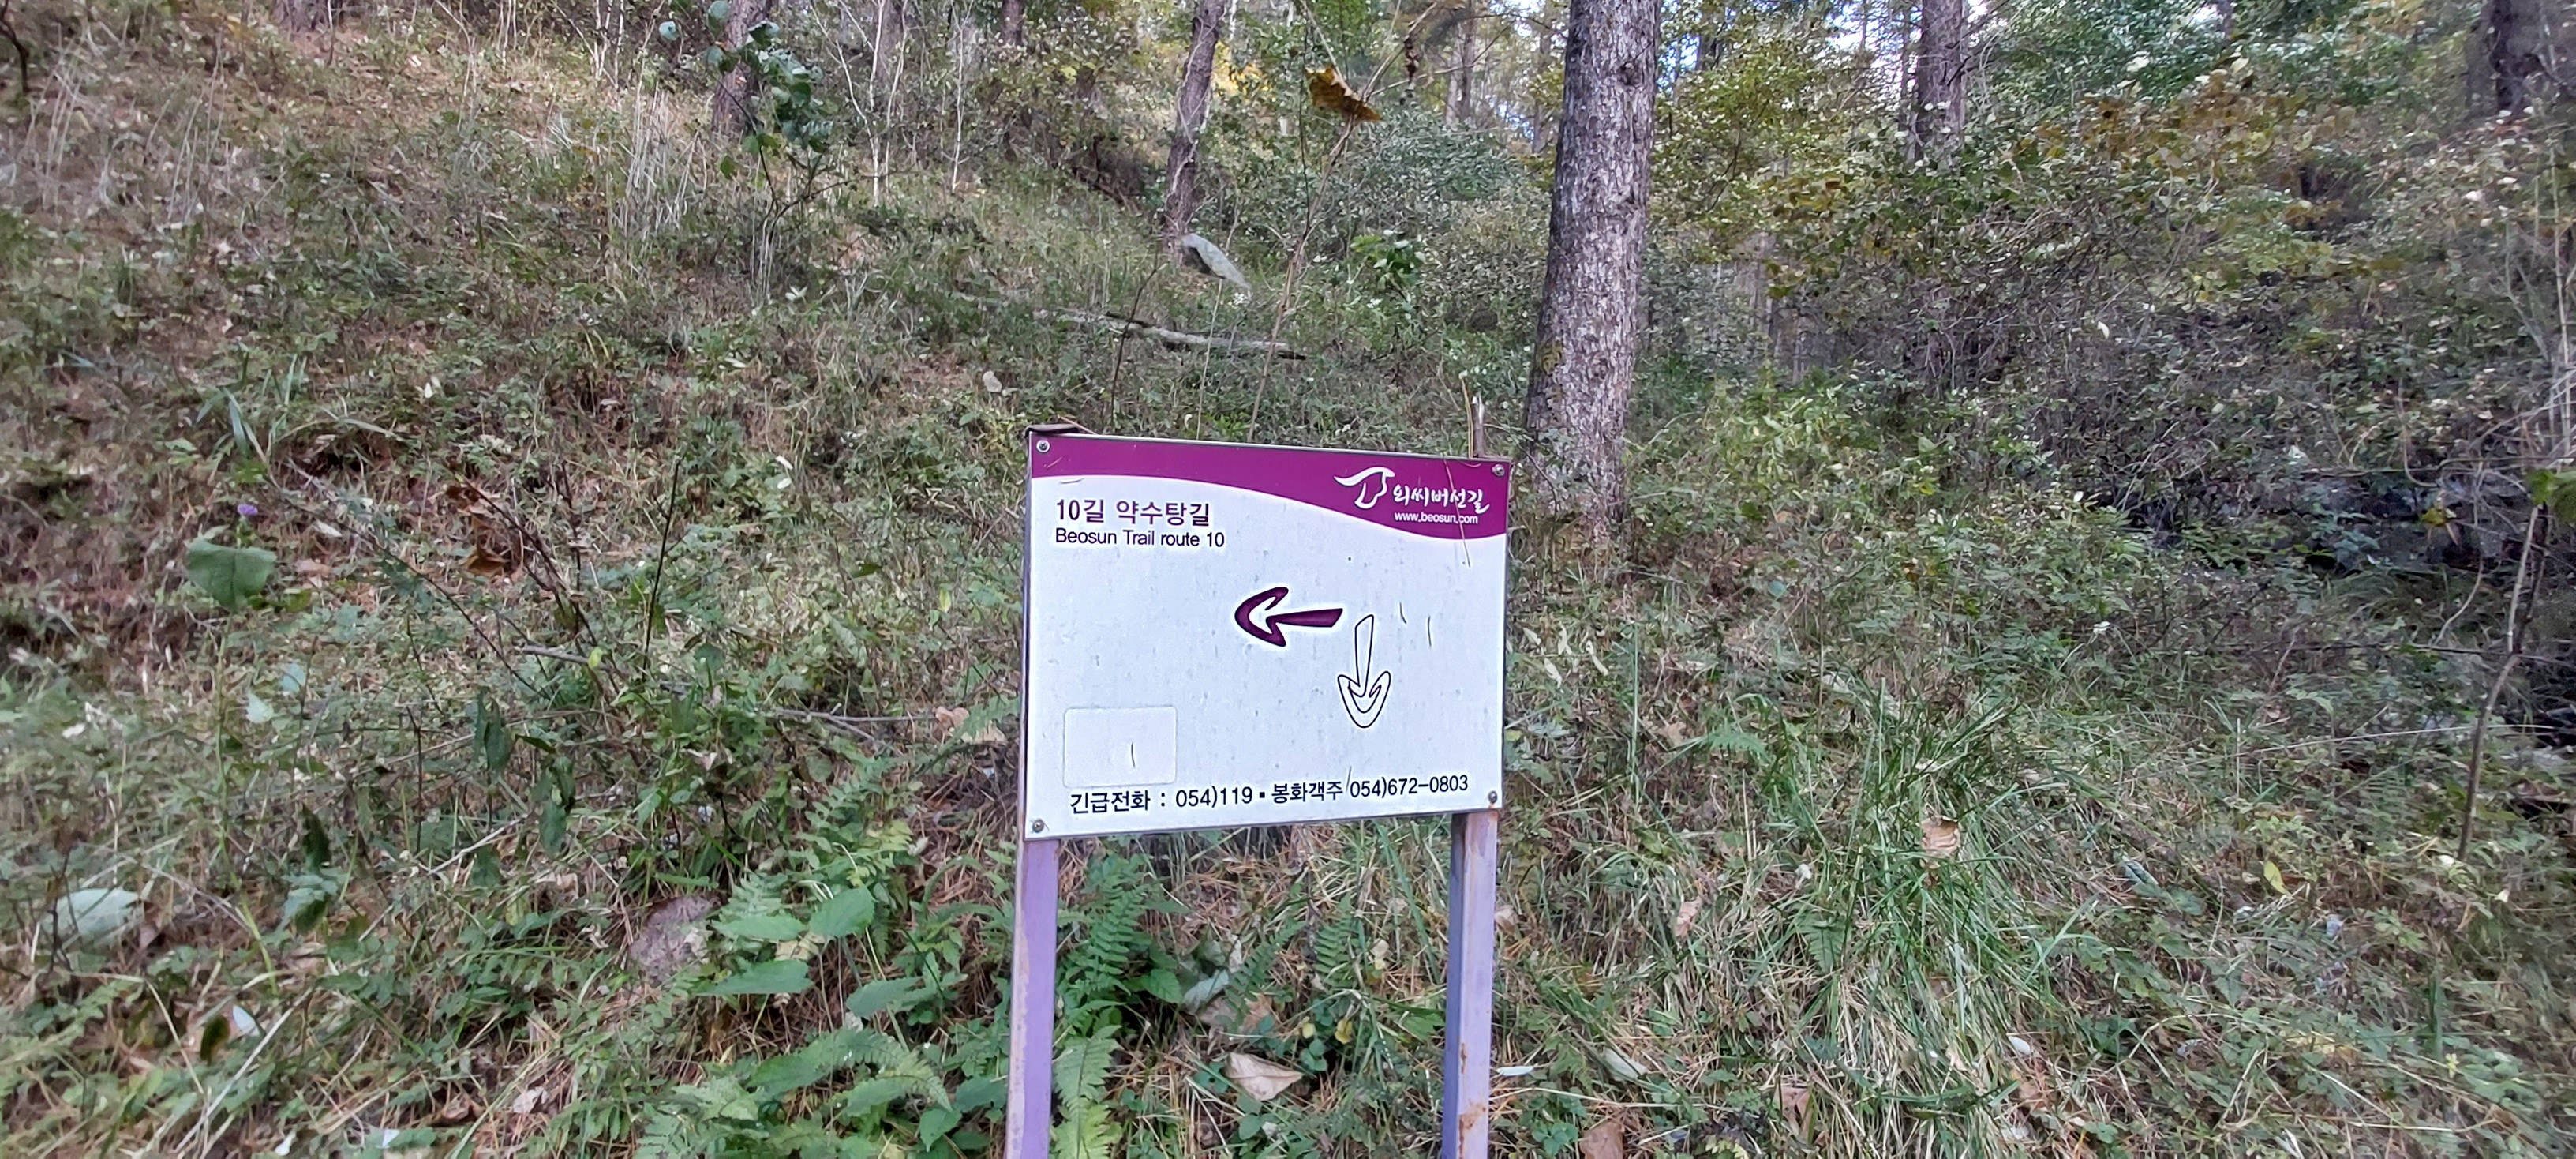 외씨버선길
www.beosun.com
10길 약수탕길
Beosun Trail route 10
긴급전화 : 054)119 ▪ 봉화객주 054)672-0803